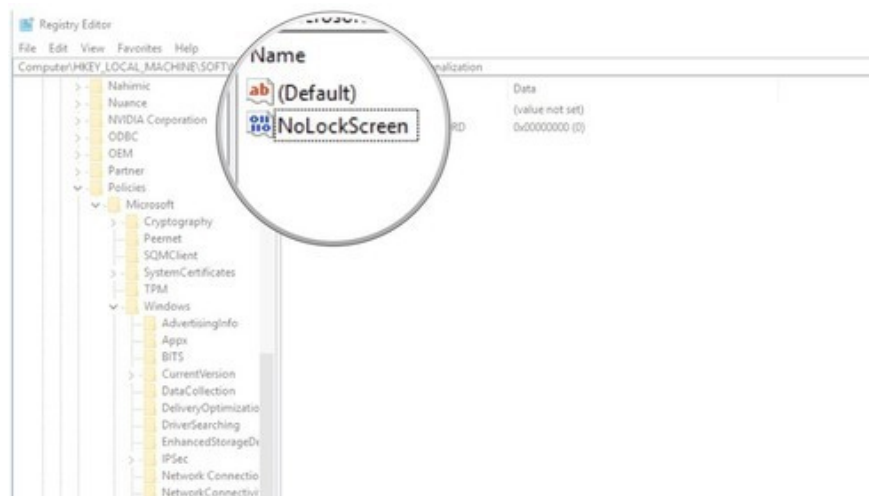 Registry Editor
File Edit View Favorites Help
Computer\HKEY_LOCAL_MACHINE\SOFT
nalization
Name
Data
(Default)
(value not set)
NoLockScreen
RD
0x00000000 (0)
Nahimic
Nuance
NVIDIA Corporation
ODBC
OEM
Partner
Policies
Microsoft
Cryptography
Peernet
SQMClient
SystemCertificates
TPM
Windows
AdvertisingInfo
Appx
BITS
CurrentVersion
DataCollection
DeliveryOptimizatio
DriverSearching
EnhancedStorageDe
IPSec
Network Connectio
NetworkConnectivi